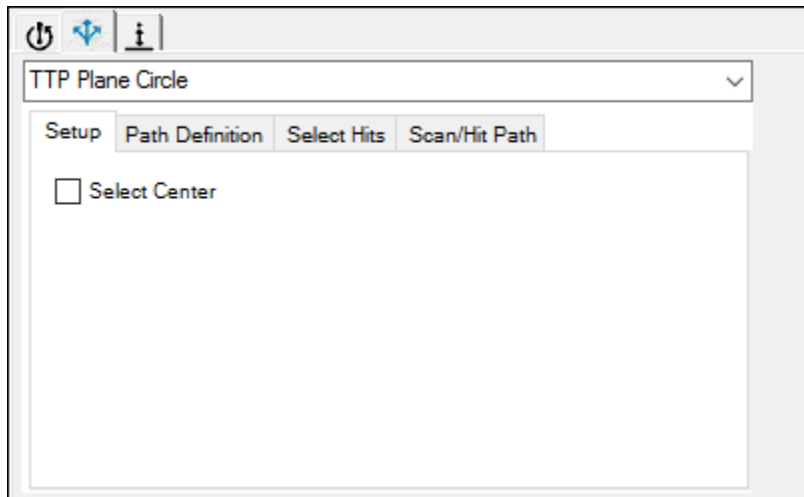 TTP Plane Circle
Setup Path Definition Select Hits Scan/Hit Path
Select Center